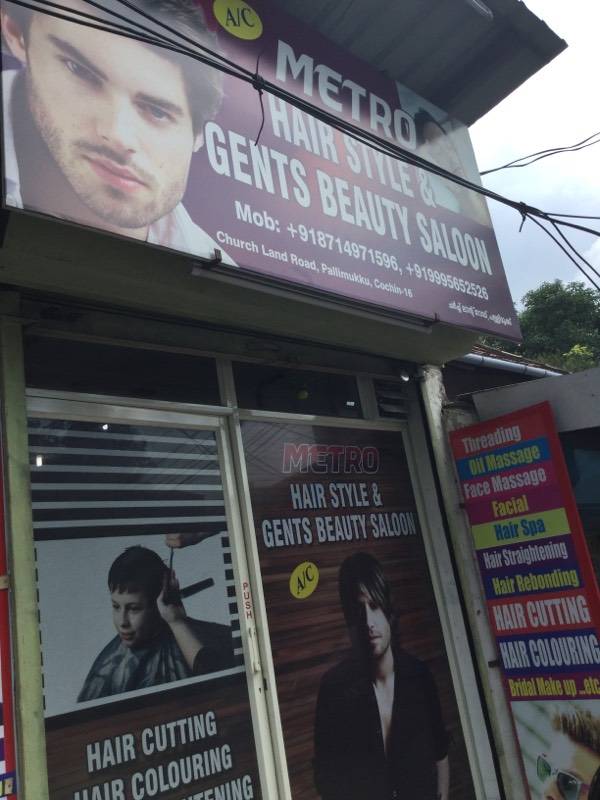 A/C
METRO
HAIR STYLE &
GENTS BEAUTY SALOON
Mob: +918714971596, +919995652526
Church Land Road, Pallimukku, Cochin-16
ചർച്ച് ലാന്റ് റോഡ്, പള്ളിമുക്ക്
METRO
HAIR STYLE &
GENTS BEAUTY SALOON
A/C
PUSH
HAIR CUTTING
HAIR COLOURING
Threading
Oil Massage
Face Massage
Facial
Hair Spa
Hair Straightening
Hair Rebonding
HAIR CUTTING
HAIR COLOURING
Bridal Make up ...etc